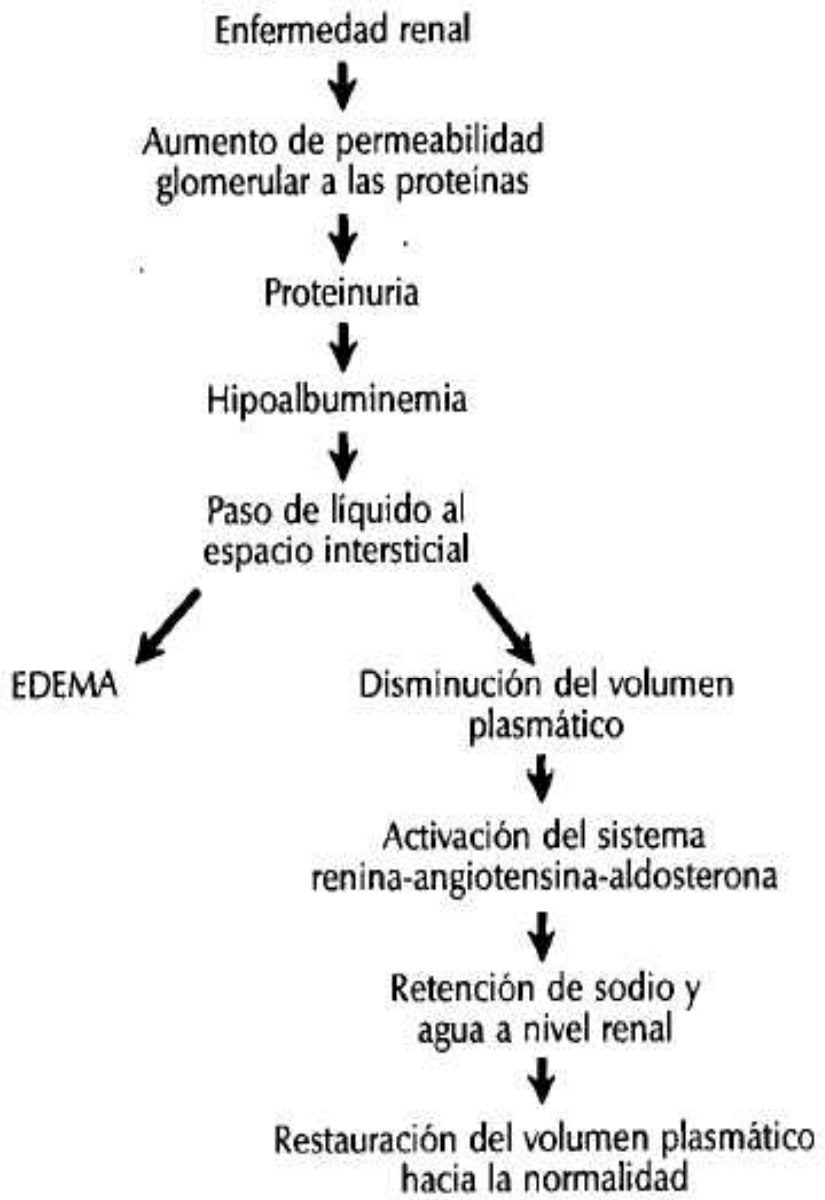 Enfermedad renal
Aumento de permeabilidad
glomerular a las proteínas
Proteinuria
Hipoalbuminemia
Paso de líquido al
espacio intersticial
EDEMA
Disminución del volumen
plasmático
Activación del sistema
renina-angiotensina-aldosterona
Retención de sodio y
agua a nivel renal
Restauración del volumen plasmático
hacia la normalidad